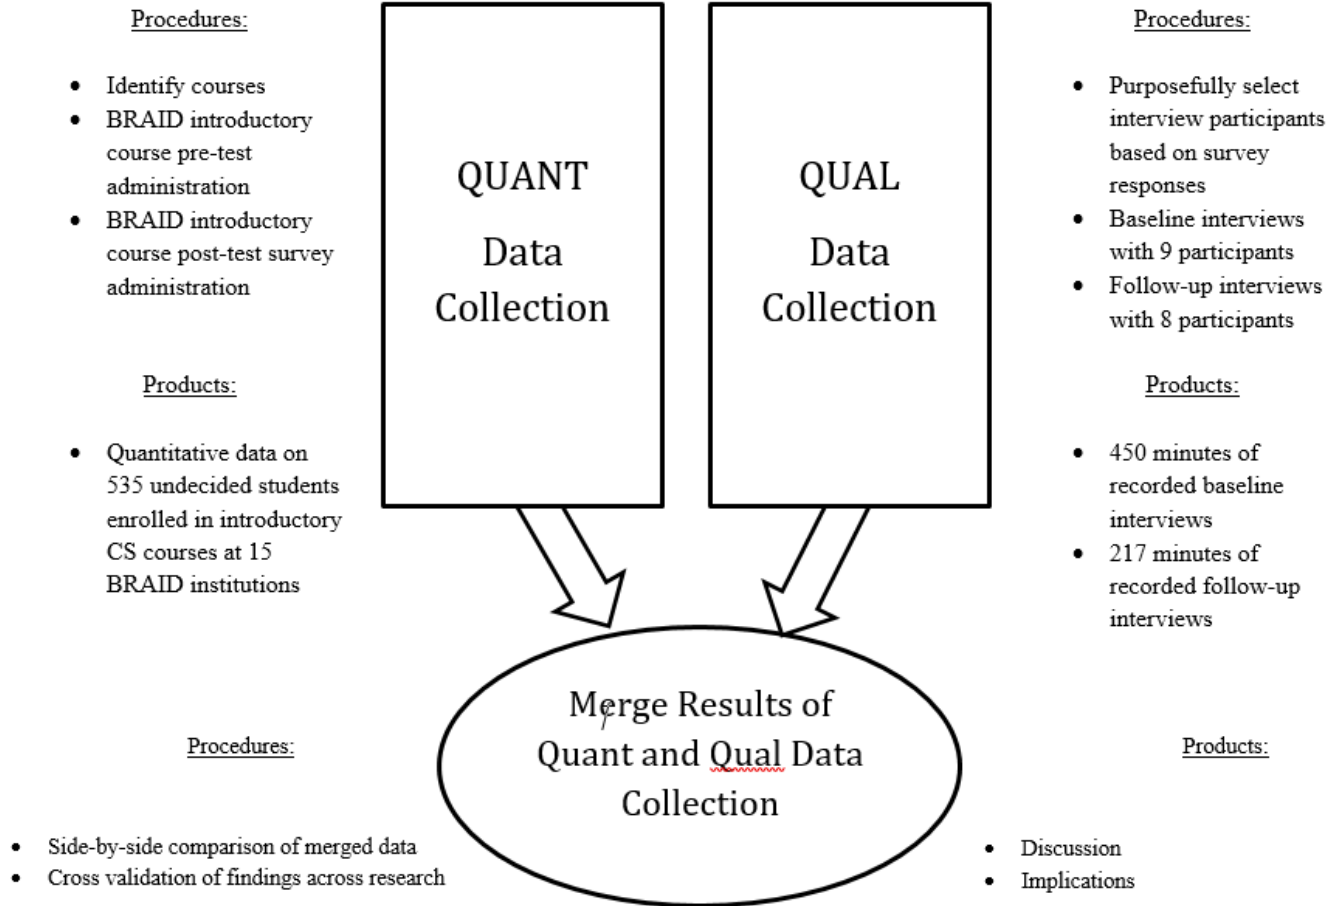 Procedures:
• Identify courses
• BRAID introductory
course pre-test
administration
• BRAID introductory
course post-test survey
administration
Products:
• Quantitative data on
535 undecided students
enrolled in introductory
CS courses at 15
BRAID institutions
QUANT
Data
Collection
QUAL
Data
Collection
Procedures:
• Purposefully select
interview participants
based on survey
responses
• Baseline interviews
with 9 participants
• Follow-up interviews
with 8 participants
Products:
• 450 minutes of
recorded baseline
interviews
• 217 minutes of
recorded follow-up
interviews
Merge Results of
Quant and Qual Data
Collection
Procedures:
• Side-by-side comparison of merged data
• Cross validation of findings across research
Products:
• Discussion
• Implications